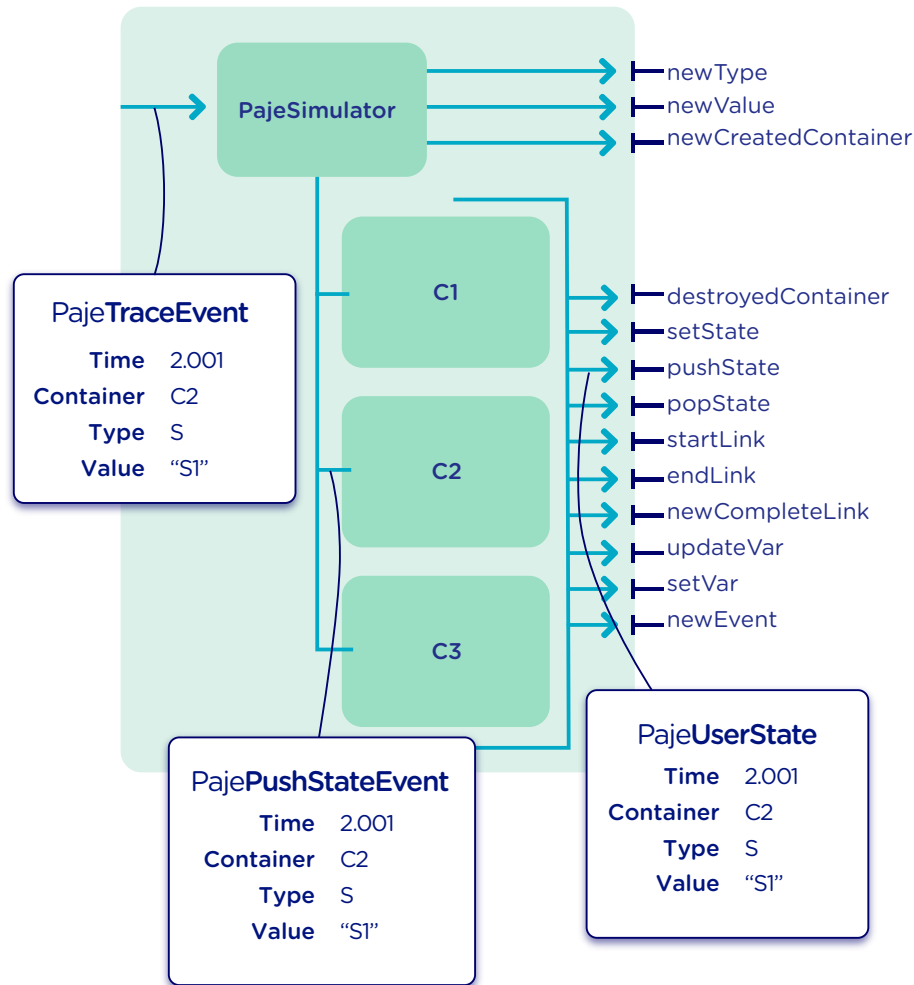 PajeSimulator
newType
newValue
newCreatedContainer
C1
C2
C3
destroyedContainer
setState
pushState
popState
startLink
endLink
newCompleteLink
updateVar
setVar
newEvent
PajeTraceEvent
Time 2.001
Container C2
Type S
Value “S1”
PajePushStateEvent
Time 2.001
Container C2
Type S
Value “S1”
PajeUserState
Time 2.001
Container C2
Type S
Value “S1”